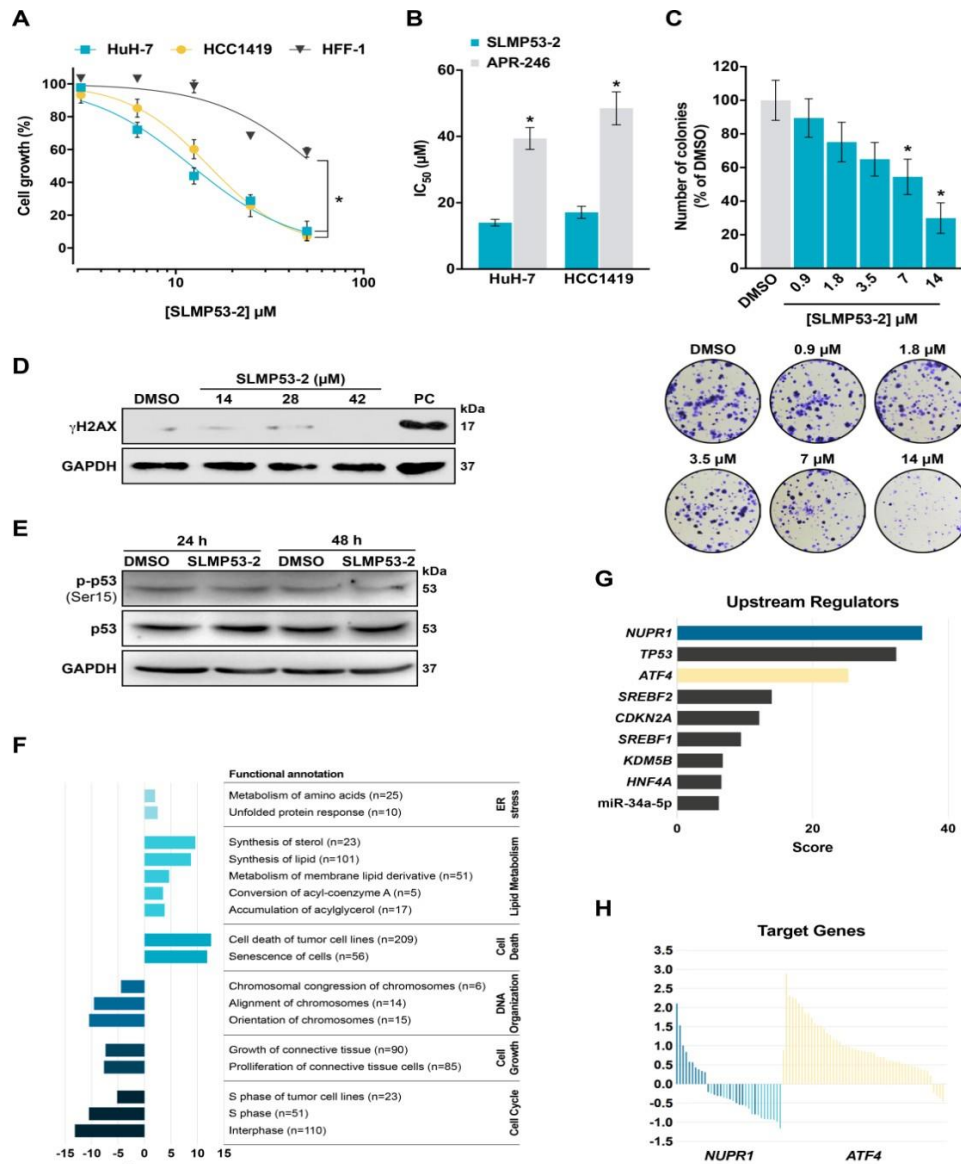 A
HuH-7 HCC1419 HFF-1
Cell growth (%)
100
80
60
40
20
0
10 100
[SLMP53-2] µM
B
SLMP53-2
APR-246
IC50 (µM)
60
40
20
0
* *
HuH-7 HCC1419
C
Number of colonies
(% of DMSO)
120
100
80
60
40
20
0
* *
DMSO 0.9 1.8 3.5 7 14
[SLMP53-2] µM
DMSO 0.9 µM 1.8 µM
3.5 µM 7 µM 14 µM
D
SLMP53-2 (µM)
DMSO 14 28 42 PC
kDa
γH2AX 17
GAPDH 37
E
24 h 48 h
DMSO SLMP53-2 DMSO SLMP53-2
kDa
p-p53
(Ser15)
53
p53 53
GAPDH 37
F
Functional annotation
Metabolism of amino acids (n=25)
Unfolded protein response (n=10)
ER
stress
Synthesis of sterol (n=23)
Synthesis of lipid (n=101)
Metabolism of membrane lipid derivative (n=51)
Conversion of acyl-coenzyme A (n=5)
Accumulation of acylglycerol (n=17)
Lipid Metabolism
Cell death of tumor cell lines (n=209)
Senescence of cells (n=56)
Cell
Death
Chromosomal congression of chromosomes (n=6)
Alignment of chromosomes (n=14)
Orientation of chromosomes (n=15)
DNA
Organization
Growth of connective tissue (n=90)
Prolliferation of connective tissue cells (n=85)
Cell
Growth
S phase of tumor cell lines (n=23)
S phase (n=51)
Interphase (n=110)
Cell Cycle
-15 -10 -5 0 5 10 15
G
Upstream Regulators
NUPR1
TP53
ATF4
SREBF2
CDKN2A
SREBF1
KDM5B
HNF4A
miR-34a-5p
0 20 40
Score
H
Target Genes
3.5
3.0
2.5
2.0
1.5
1.0
0.5
0.0
-0.5
-1.0
-1.5
NUPR1 ATF4